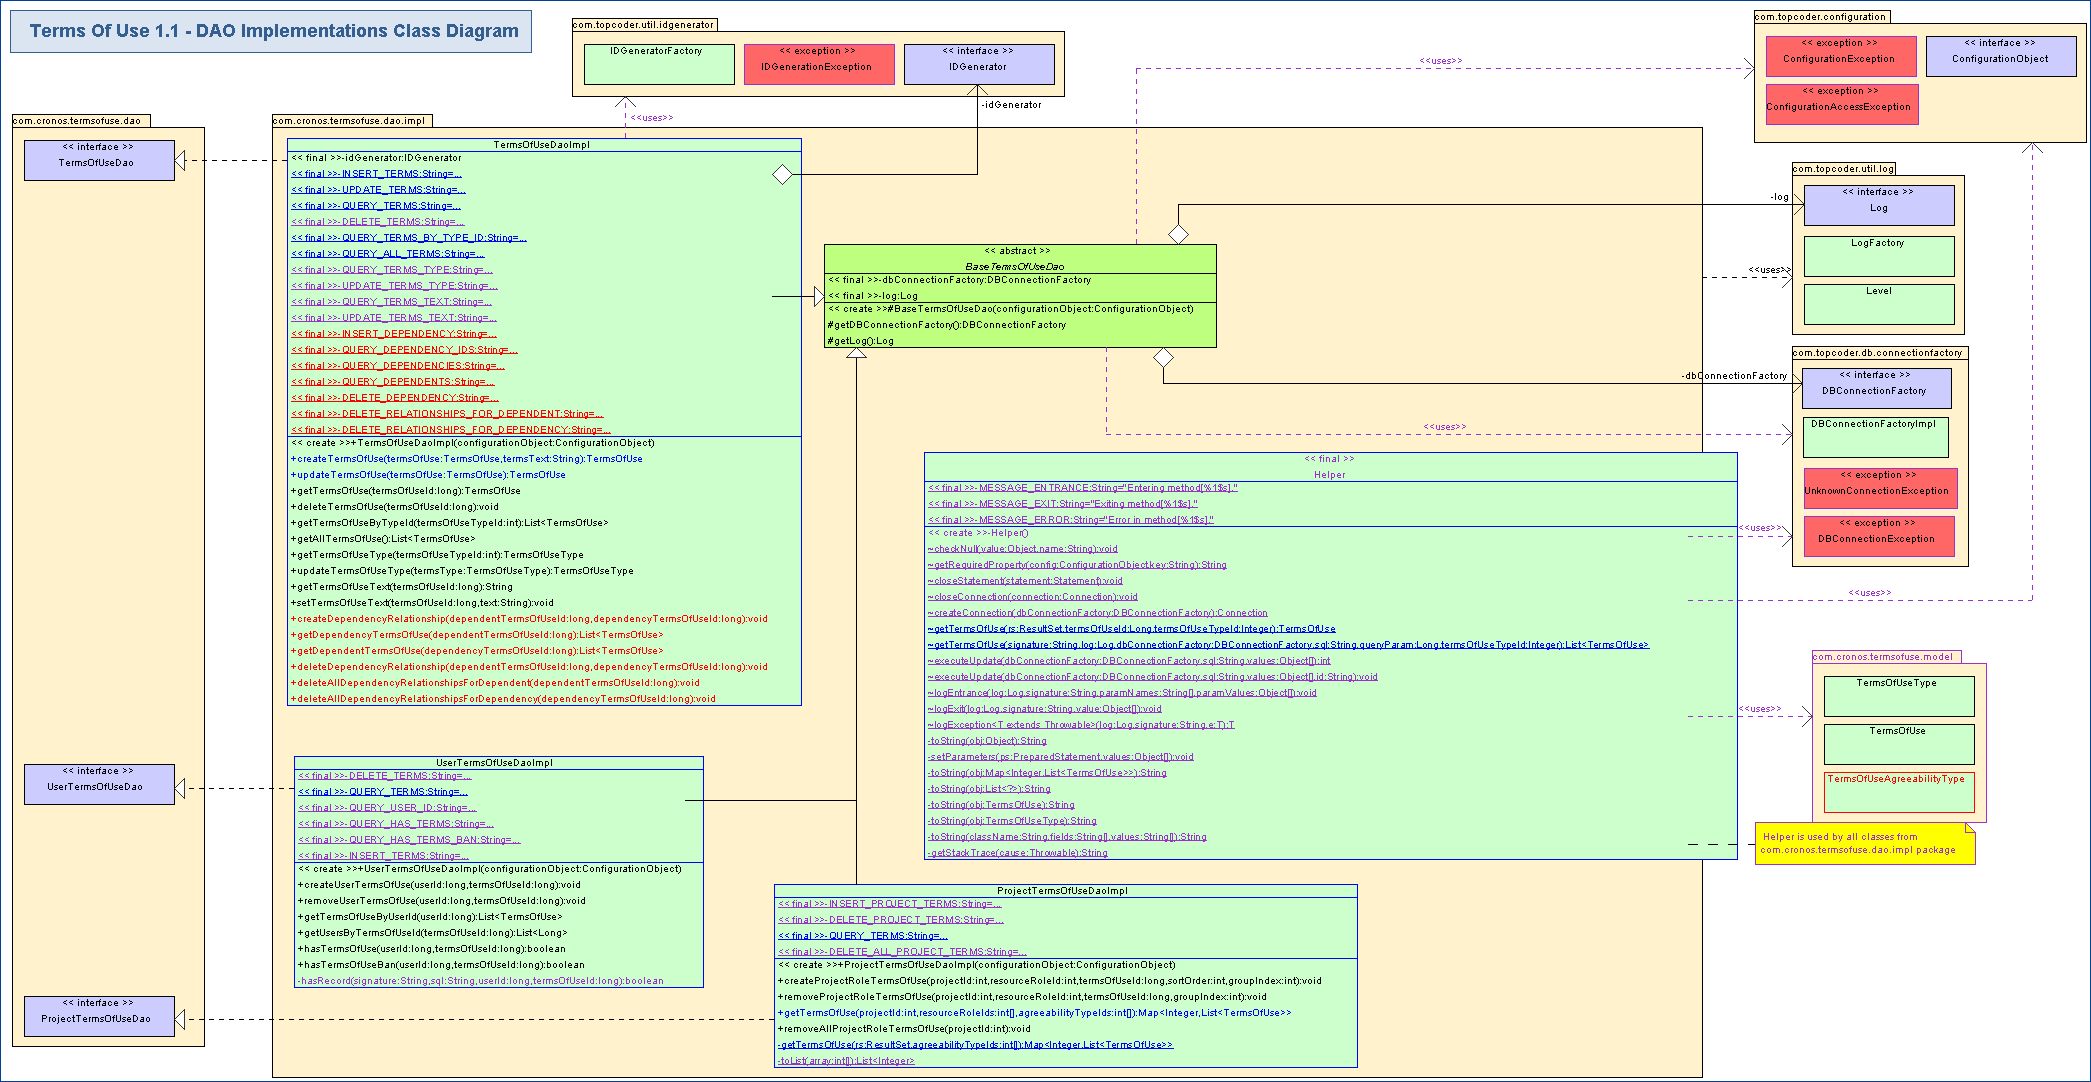 Terms Of Use 1.1 - DAO Implementations Class Diagram
com.topcoder.util.idgenerator
IDGeneratorFactory
<< exception >>
IDGenerationException
<< interface >>
IDGenerator
-idGenerator
<<uses>>
<<uses>>
com.topcoder.configuration
<< exception >>
ConfigurationException
<< interface >>
ConfigurationObject
<< exception >>
ConfigurationAccessException
com.cronos.termsofuse.dao
<< interface >>
TermsOfUseDao
<< interface >>
UserTermsOfUseDao
<< interface >>
ProjectTermsOfUseDao
com.cronos.termsofuse.dao.impl
TermsOfUseDaoImpl
<< final >>-idGenerator:IDGenerator
<< final >>-INSERT_TERMS:String=...
<< final >>-UPDATE_TERMS:String=...
<< final >>-QUERY_TERMS:String=...
<< final >>-DELETE_TERMS:String=...
<< final >>-QUERY_TERMS_BY_TYPE_ID:String=...
<< final >>-QUERY_ALL_TERMS:String=...
<< final >>-QUERY_TERMS_TYPE:String=...
<< final >>-UPDATE_TERMS_TYPE:String=...
<< final >>-QUERY_TERMS_TEXT:String=...
<< final >>-UPDATE_TERMS_TEXT:String=...
<< final >>-INSERT_DEPENDENCY:String=...
<< final >>-QUERY_DEPENDENCY_IDS:String=...
<< final >>-QUERY_DEPENDENCIES:String=...
<< final >>-QUERY_DEPENDENTS:String=...
<< final >>-DELETE_DEPENDENCY:String=...
<< final >>-DELETE_RELATIONSHIPS_FOR_DEPENDENT:String=...
<< final >>-DELETE_RELATIONSHIPS_FOR_DEPENDENCY:String=...
<< create >>+TermsOfUseDaoImpl(configurationObject:ConfigurationObject)
+createTermsOfUse(termsOfUse:TermsOfUse,termsText:String):TermsOfUse
+updateTermsOfUse(termsOfUse:TermsOfUse):TermsOfUse
+getTermsOfUse(termsOfUseId:long):TermsOfUse
+deleteTermsOfUse(termsOfUseId:long):void
+getTermsOfUseByTypeId(termsOfUseTypeId:int):List<TermsOfUse>
+getAllTermsOfUse():List<TermsOfUse>
+getTermsOfUseType(termsOfUseTypeId:int):TermsOfUseType
+updateTermsOfUseType(termsType:TermsOfUseType):TermsOfUseType
+getTermsOfUseText(termsOfUseId:long):String
+setTermsOfUseText(termsOfUseId:long,text:String):void
+createDependencyRelationship(dependentTermsOfUseId:long,dependencyTermsOfUseId:long):void
+getDependencyTermsOfUse(dependentTermsOfUseId:long):List<TermsOfUse>
+getDependentTermsOfUse(dependencyTermsOfUseId:long):List<TermsOfUse>
+deleteDependencyRelationship(dependentTermsOfUseId:long,dependencyTermsOfUseId:long):void
+deleteAllDependencyRelationshipsForDependent(dependentTermsOfUseId:long):void
+deleteAllDependencyRelationshipsForDependency(dependencyTermsOfUseId:long):void
<< abstract >>
BaseTermsOfUseDao
<< final >>-dbConnectionFactory:DBConnectionFactory
<< final >>-log:Log
<< create >>#BaseTermsOfUseDao(configurationObject:ConfigurationObject)
#getDBConnectionFactory():DBConnectionFactory
#getLog():Log
com.topcoder.util.log
<< interface >>
Log
LogFactory
Level
-log
<<uses>>
com.topcoder.db.connectionfactory
<< interface >>
DBConnectionFactory
DBConnectionFactoryImpl
<< exception >>
UnknownConnectionException
<< exception >>
DBConnectionException
-dbConnectionFactory
<<uses>>
<<uses>>
<<uses>>
<<uses>>
<< final >>
Helper
<< final >>-MESSAGE_ENTRANCE:String="Entering method[%1$s]."
<< final >>-MESSAGE_EXIT:String="Exiting method[%1$s]."
<< final >>-MESSAGE_ERROR:String="Error in method[%1$s]."
<< create >>-Helper()
~checkNull(value:Object,name:String):void
~getRequiredProperty(config:ConfigurationObject,key:String):String
~closeStatement(statement:Statement):void
~closeConnection(connection:Connection):void
~createConnection(dbConnectionFactory:DBConnectionFactory):Connection
~getTermsOfUse(rs:ResultSet,termsOfUseId:Long,termsOfUseTypeId:Integer):TermsOfUse
~getTermsOfUse(signature:String,log:Log,dbConnectionFactory:DBConnectionFactory,sql:String,queryParam:Long,termsOfUseTypeId:Integer):List<TermsOfUse>
~executeUpdate(dbConnectionFactory:DBConnectionFactory,sql:String,values:Object[]):int
~executeUpdate(dbConnectionFactory:DBConnectionFactory,sql:String,values:Object[],id:String):void
~logEntrance(log:Log,signature:String,paramNames:String[],paramValues:Object[]):void
~logExit(log:Log,signature:String,value:Object[]):void
~logException<T extends Throwable>(log:Log,signature:String,e:T):T
-toString(obj:Object):String
-setParameters(ps:PreparedStatement,values:Object[]):void
-toString(obj:Map<Integer,List<TermsOfUse>>):String
-toString(obj:List<?>):String
-toString(obj:TermsOfUse):String
-toString(obj:TermsOfUseType):String
-toString(className:String,fields:String[],values:String[]):String
-getStackTrace(cause:Throwable):String
com.cronos.termsofuse.model
TermsOfUseType
TermsOfUse
TermsOfUseAgreeabilityType
Helper is used by all classes from
com.cronos.termsofuse.dao.impl package
UserTermsOfUseDaoImpl
<< final >>-DELETE_TERMS:String=...
<< final >>-QUERY_TERMS:String=...
<< final >>-QUERY_USER_ID:String=...
<< final >>-QUERY_HAS_TERMS:String=...
<< final >>-QUERY_HAS_TERMS_BAN:String=...
<< final >>-INSERT_TERMS:String=...
<< create >>+UserTermsOfUseDaoImpl(configurationObject:ConfigurationObject)
+createUserTermsOfUse(userId:long,termsOfUseId:long):void
+removeUserTermsOfUse(userId:long,termsOfUseId:long):void
+getTermsOfUseByUserId(userId:long):List<TermsOfUse>
+getUsersByTermsOfUseId(termsOfUseId:long):List<Long>
+hasTermsOfUse(userId:long,termsOfUseId:long):boolean
+hasTermsOfUseBan(userId:long,termsOfUseId:long):boolean
-hasRecord(signature:String,sql:String,userId:long,termsOfUseId:long):boolean
ProjectTermsOfUseDaoImpl
<< final >>-INSERT_PROJECT_TERMS:String=...
<< final >>-DELETE_PROJECT_TERMS:String=...
<< final >>-QUERY_TERMS:String=...
<< final >>-DELETE_ALL_PROJECT_TERMS:String=...
<< create >>+ProjectTermsOfUseDaoImpl(configurationObject:ConfigurationObject)
+createProjectRoleTermsOfUse(projectId:int,resourceRoleId:int,termsOfUseId:long,sortOrder:int,groupIndex:int):void
+removeProjectRoleTermsOfUse(projectId:int,resourceRoleId:int,termsOfUseId:long,groupIndex:int):void
+getTermsOfUse(projectId:int,resourceRoleIds:int[],agreeabilityTypeIds:int[]):Map<Integer,List<TermsOfUse>>
+removeAllProjectRoleTermsOfUse(projectId:int):void
-getTermsOfUse(rs:ResultSet,agreeabilityTypeIds:int[]):Map<Integer,List<TermsOfUse>>
-toList(array:int[]):List<Integer>